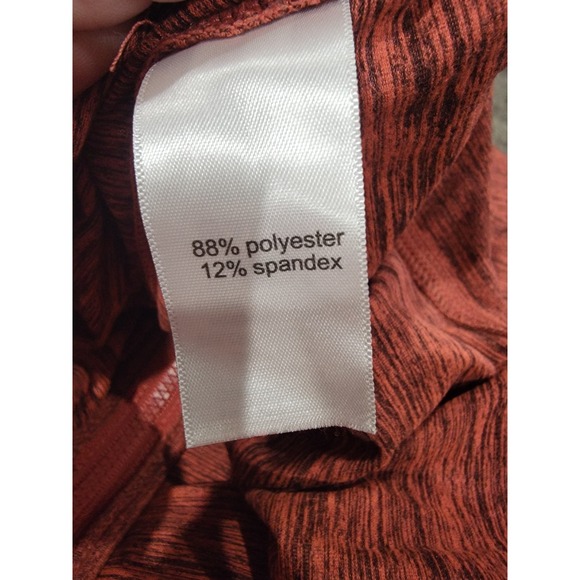 88% polyester
12% spandex